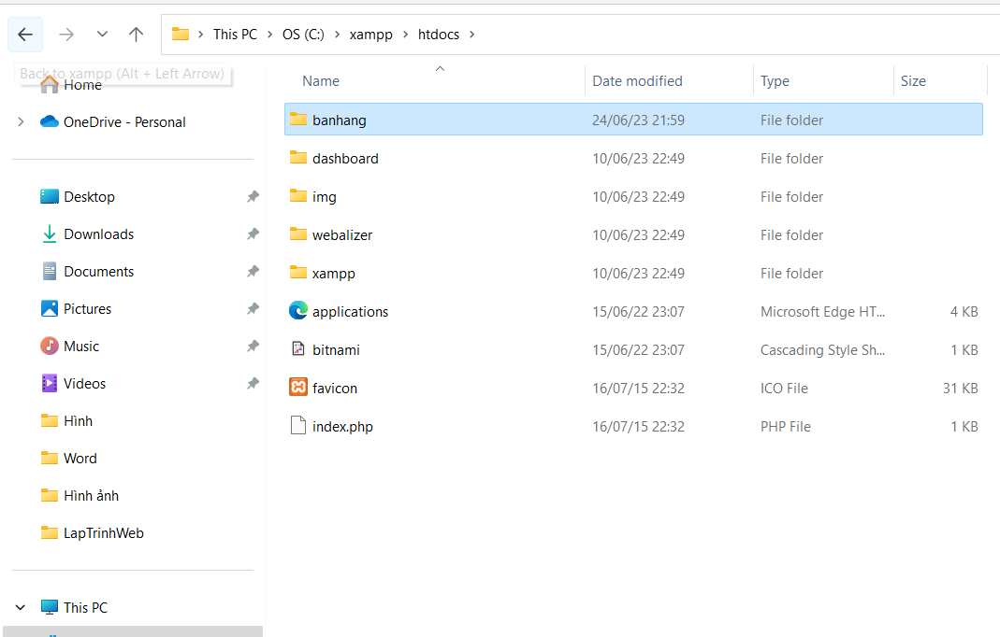 This PC > OS (C:) > xampp > htdocs >
Back to xampp (Alt + Left Arrow)
Home
OneDrive - Personal
Desktop
Downloads
Documents
Pictures
Music
Videos
Hình
Word
Hình ảnh
LapTrinhWeb
This PC
Name Date modified Type Size
banhang 24/06/23 21:59 File folder
dashboard 10/06/23 22:49 File folder
img 10/06/23 22:49 File folder
webalizer 10/06/23 22:49 File folder
xampp 10/06/23 22:49 File folder
applications 15/06/22 23:07 Microsoft Edge HT... 4 KB
bitnami 15/06/22 23:07 Cascading Style Sh... 1 KB
favicon 16/07/15 22:32 ICO File 31 KB
index.php 16/07/15 22:32 PHP File 1 KB